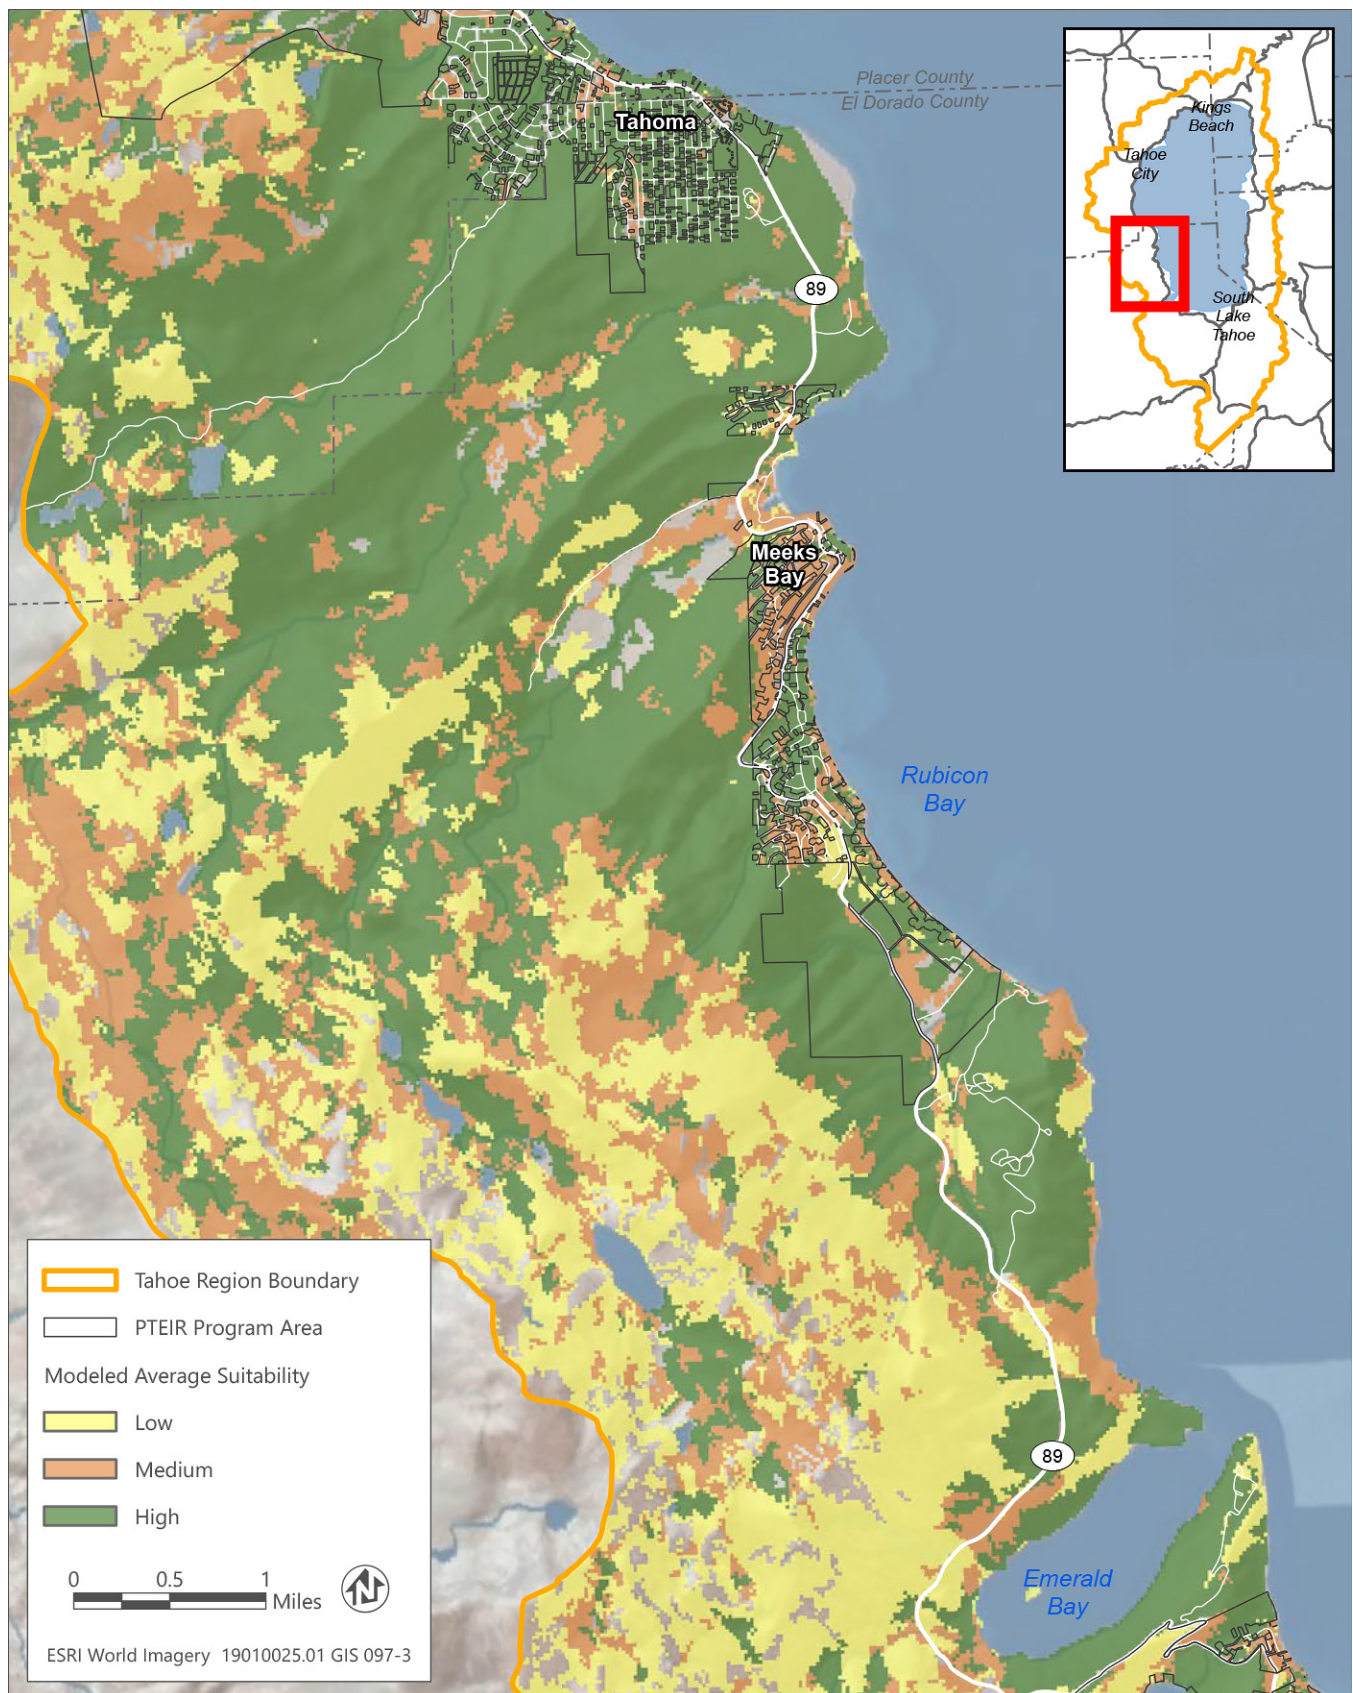 Placer County
El Dorado County
Tahoma
89
Kings
Beach
Tahoe
City
South
Lake
Tahoe
Meeks
Bay
Rubicon
Bay
89
Emerald
Bay
Tahoe Region Boundary
PTEIR Program Area
Modeled Average Suitability
Low
Medium
High
0 0.5 1
Miles
N
ESRI World Imagery 19010025.01 GIS 097-3